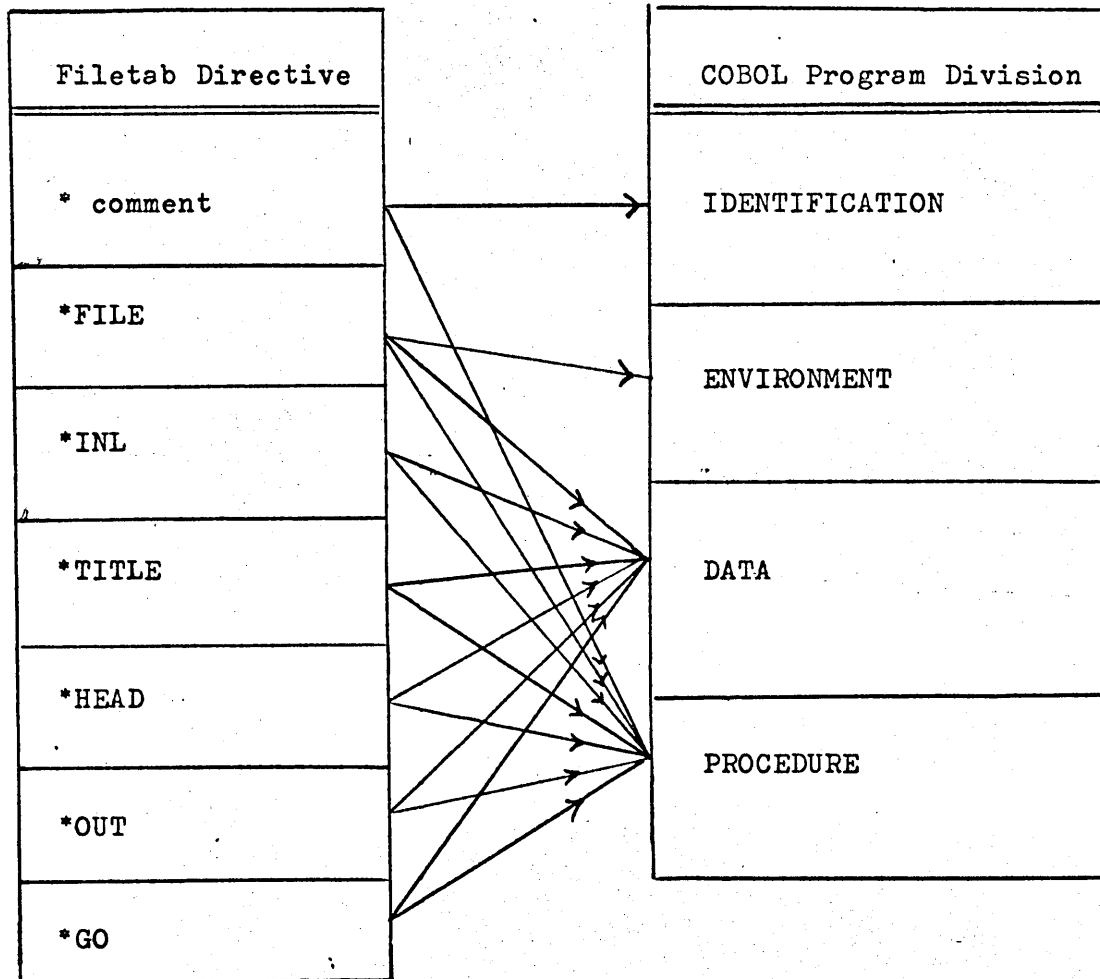 Filetab Directive
* comment
*FILE
*INL
*TITLE
*HEAD
*OUT
*GO
COBOL Program Division
IDENTIFICATION
ENVIRONMENT
DATA
PROCEDURE